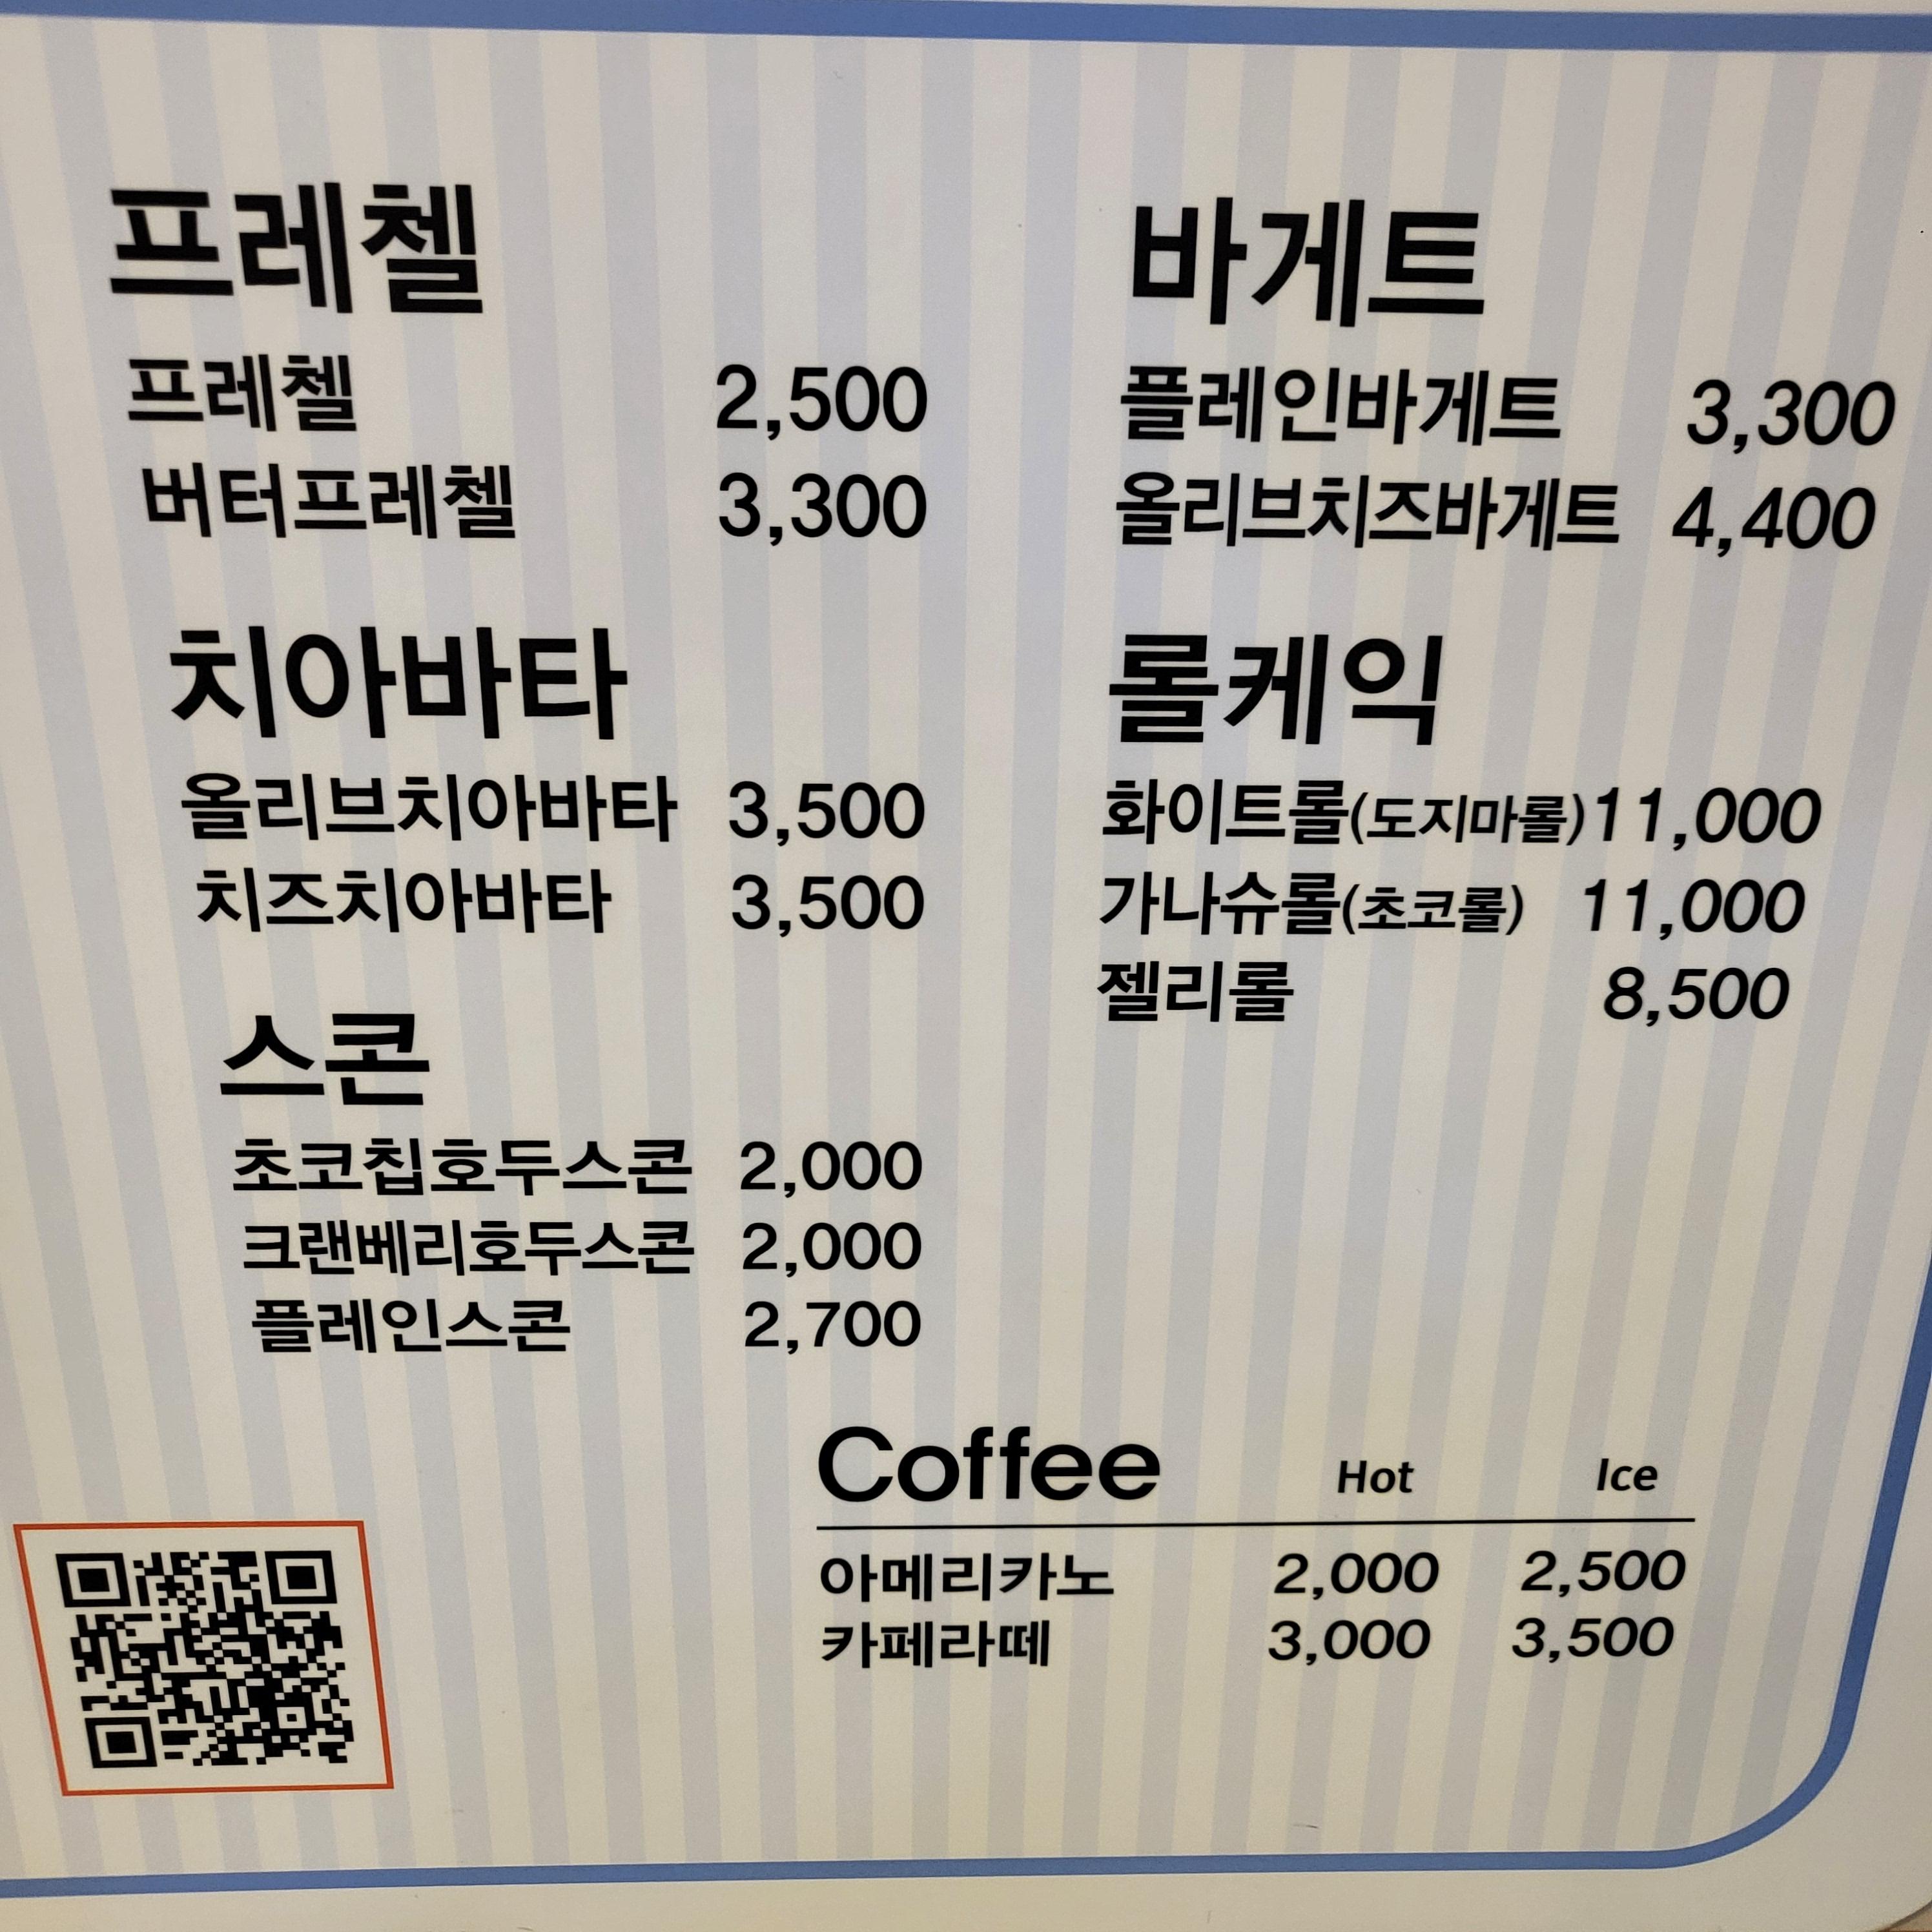 프레첼
프레첼 2,500
버터프레첼 3,300
치아바타
올리브치아바타 3,500
치즈치아바타 3,500
스콘
초코칩호두스콘 2,000
크랜베리호두스콘 2,000
플레인스콘 2,700
바게트
플레인바게트 3,300
올리브치즈바게트 4,400
롤케익
화이트롤(도지마롤) 11,000
가나슈롤(초코롤) 11,000
젤리롤 8,500
Coffee Hot Ice
아메리카노 2,000 2,500
카페라떼 3,000 3,500